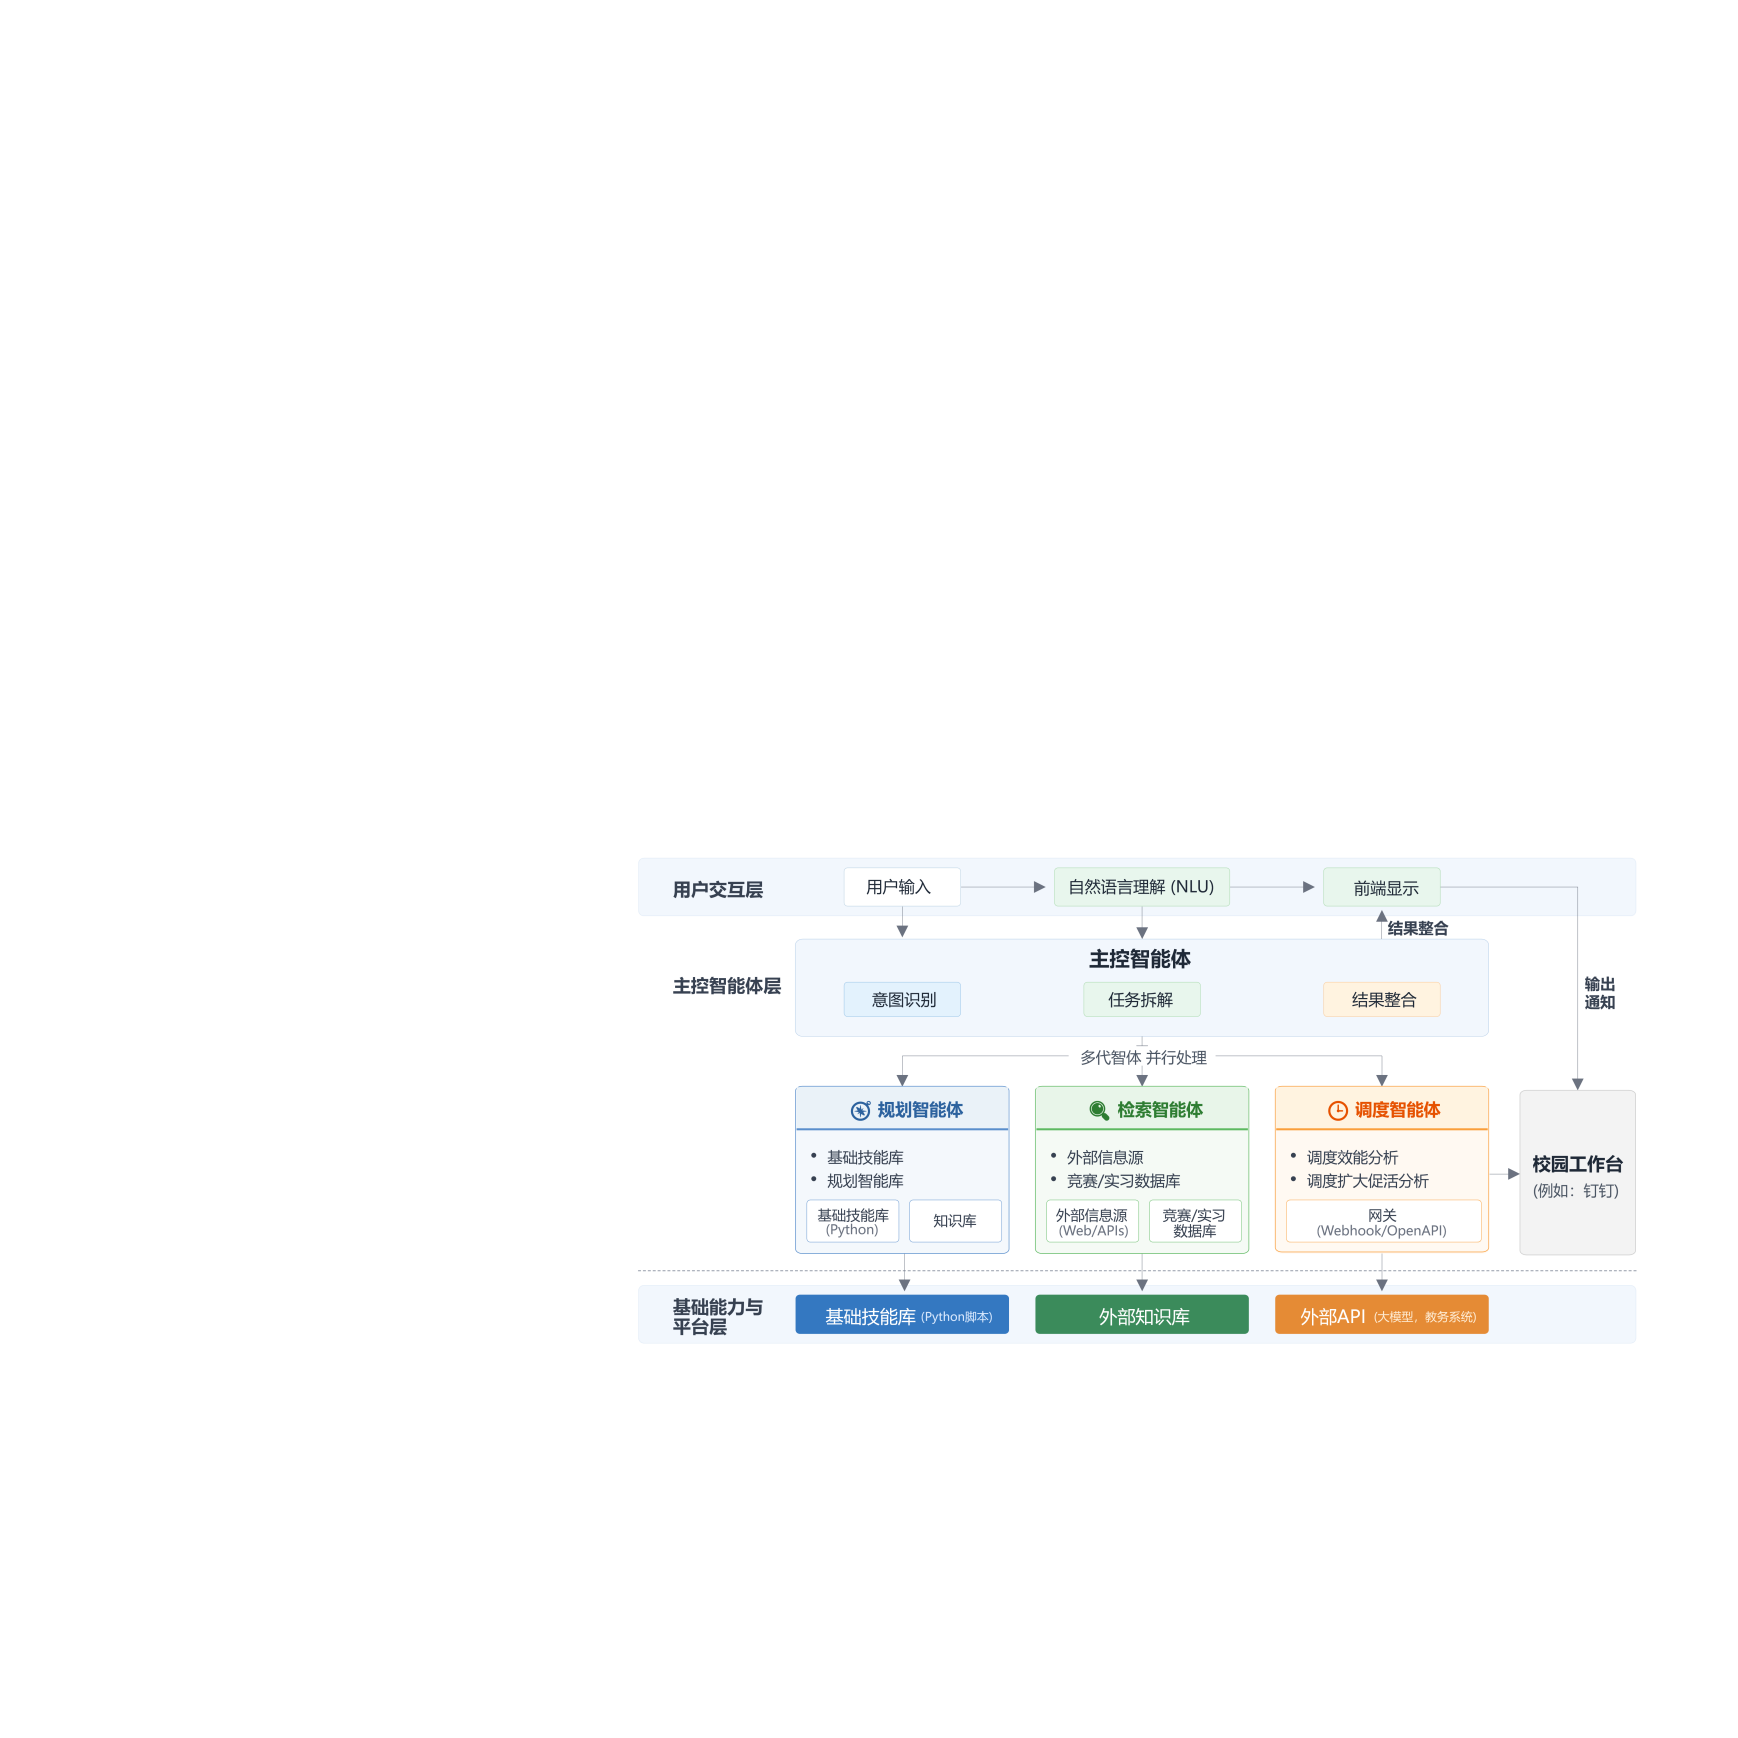 用户交互层
用户输入
自然语言理解 (NLU)
前端显示
结果整合
主控智能体层
主控智能体
意图识别
任务拆解
结果整合
输出
通知
多代智体 并行处理
规划智能体
• 基础技能库
• 规划智能库
基础技能库
(Python)
知识库
检索智能体
• 外部信息源
• 竞赛/实习数据库
外部信息源
(Web/APIs)
竞赛/实习
数据库
调度智能体
• 调度效能分析
• 调度扩大促活分析
网关
(Webhook/OpenAPI)
校园工作台
(例如：钉钉)
基础能力与
平台层
基础技能库 (Python脚本)
外部知识库
外部API (大模型，教务系统)